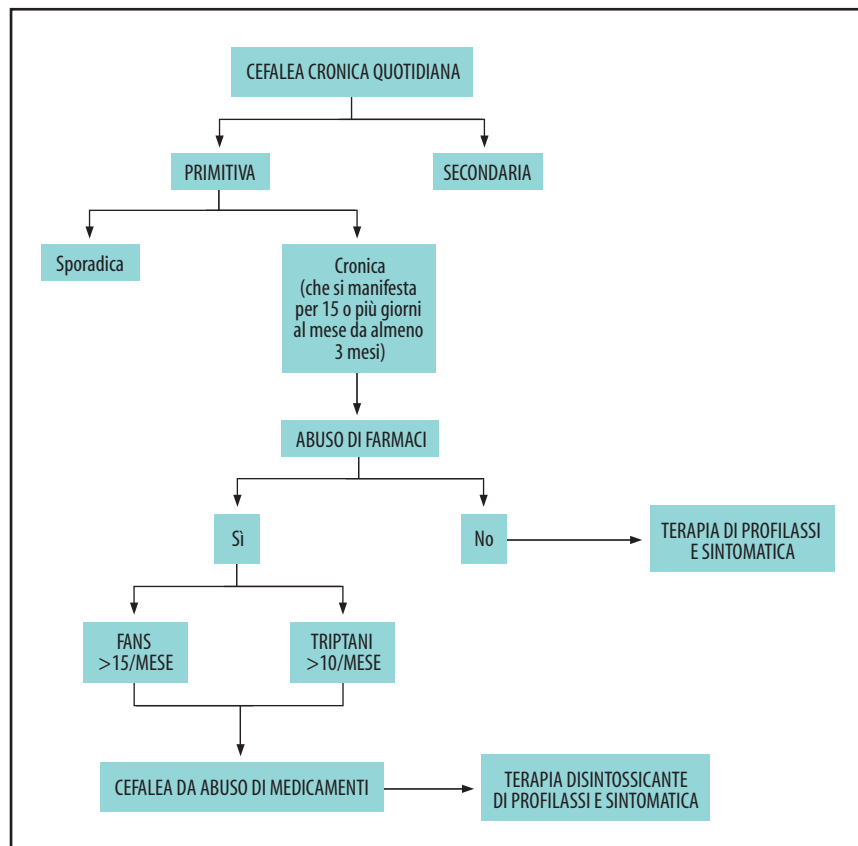 CEFALEA CRONICA QUOTIDIANA
PRIMITIVA
SECONDARIA
Sporadica
Cronica
(che si manifesta
per 15 o più giorni
al mese da almeno
3 mesi)
ABUSO DI FARMACI
Sì
No
TERAPIA DI PROFILASSI
E SINTOMATICA
FANS
>15/MESE
TRIPTANI
>10/MESE
CEFALEA DA ABUSO DI MEDICAMENTI
TERAPIA DISINTOSSICANTE
DI PROFILASSI E SINTOMATICA